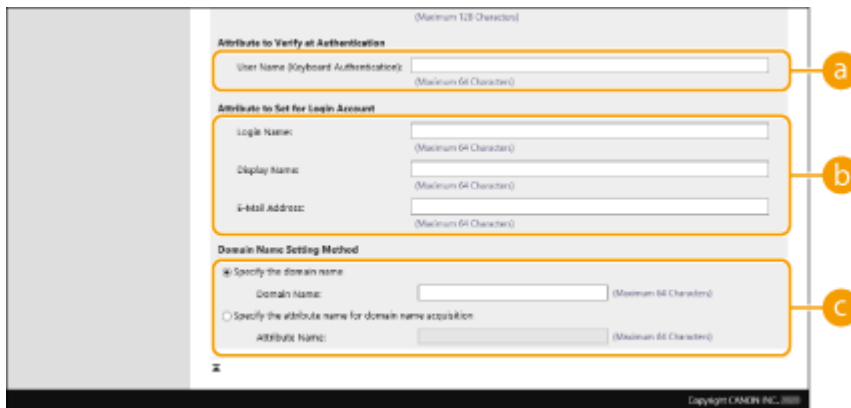 (Maximum 128 Characters)
Attribute to Verify at Authentication
User Name (Keyboard Authentication):
(Maximum 64 Characters)
a
Attribute to Set for Login Account
Login Name:
(Maximum 64 Characters)
Display Name:
(Maximum 64 Characters)
b
E-Mail Address:
(Maximum 64 Characters)
Domain Name Setting Method
Specify the domain name
Domain Name: (Maximum 64 Characters)
c
Specify the attribute name for domain name acquisition
Attribute Name: (Maximum 64 Characters)
Copyright CANON INC.